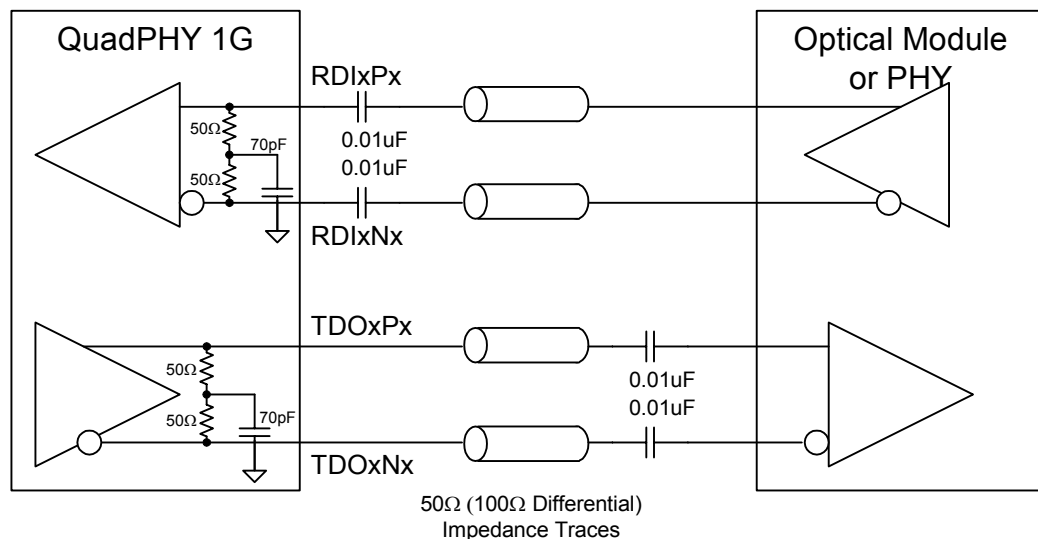 QuadPHY 1G
Optical Module
or PHY
RDIxPx
50Ω
70pF
0.01uF
0.01uF
50Ω
RDIxNx
TDOxPx
50Ω
70pF
0.01uF
0.01uF
50Ω
TDOxNx
50Ω (100Ω Differential)
Impedance Traces